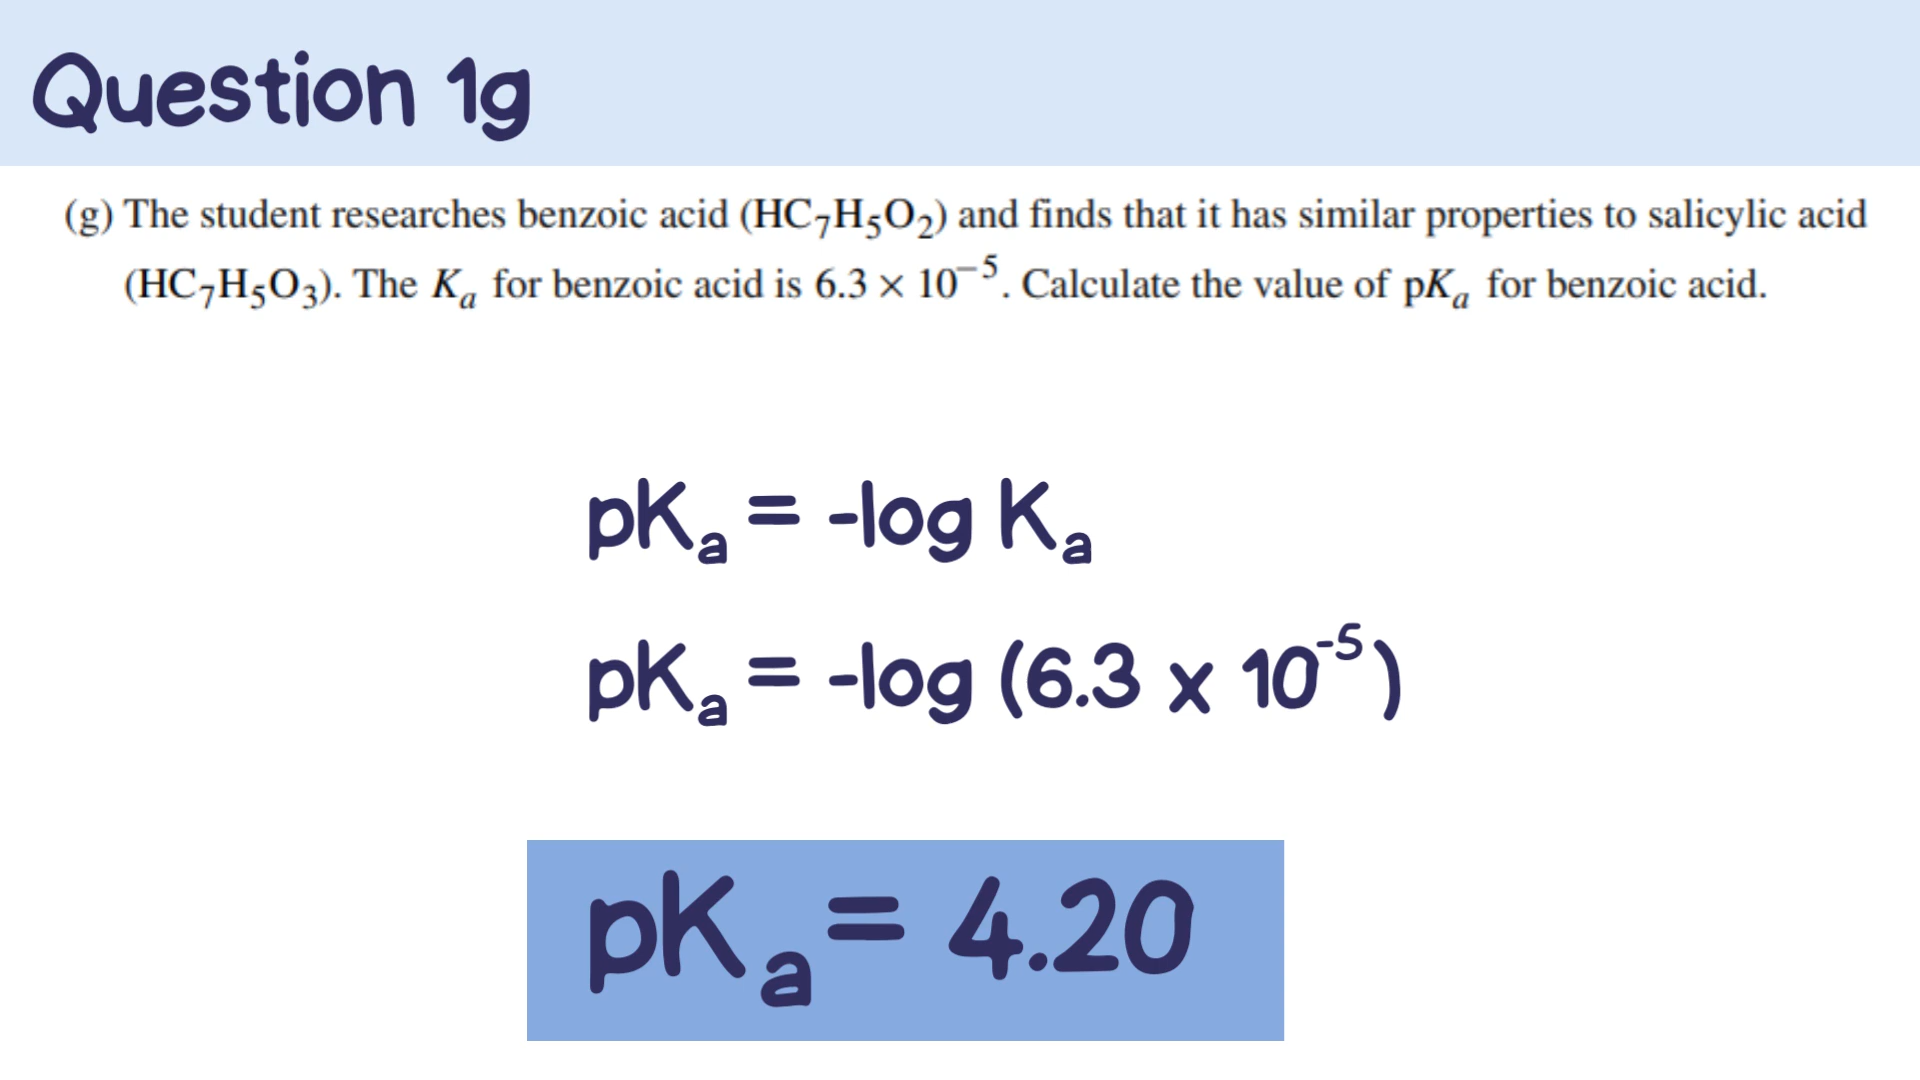 Question 1g
(g) The student researches benzoic acid (HC₇H₅O₂) and finds that it has similar properties to salicylic acid
(HC₇H₅O₃). The Kₐ for benzoic acid is 6.3 × 10⁻⁵. Calculate the value of pKₐ for benzoic acid.
pKₐ = -log Kₐ
pKₐ = -log (6.3 x 10⁻⁵)
pKₐ = 4.20